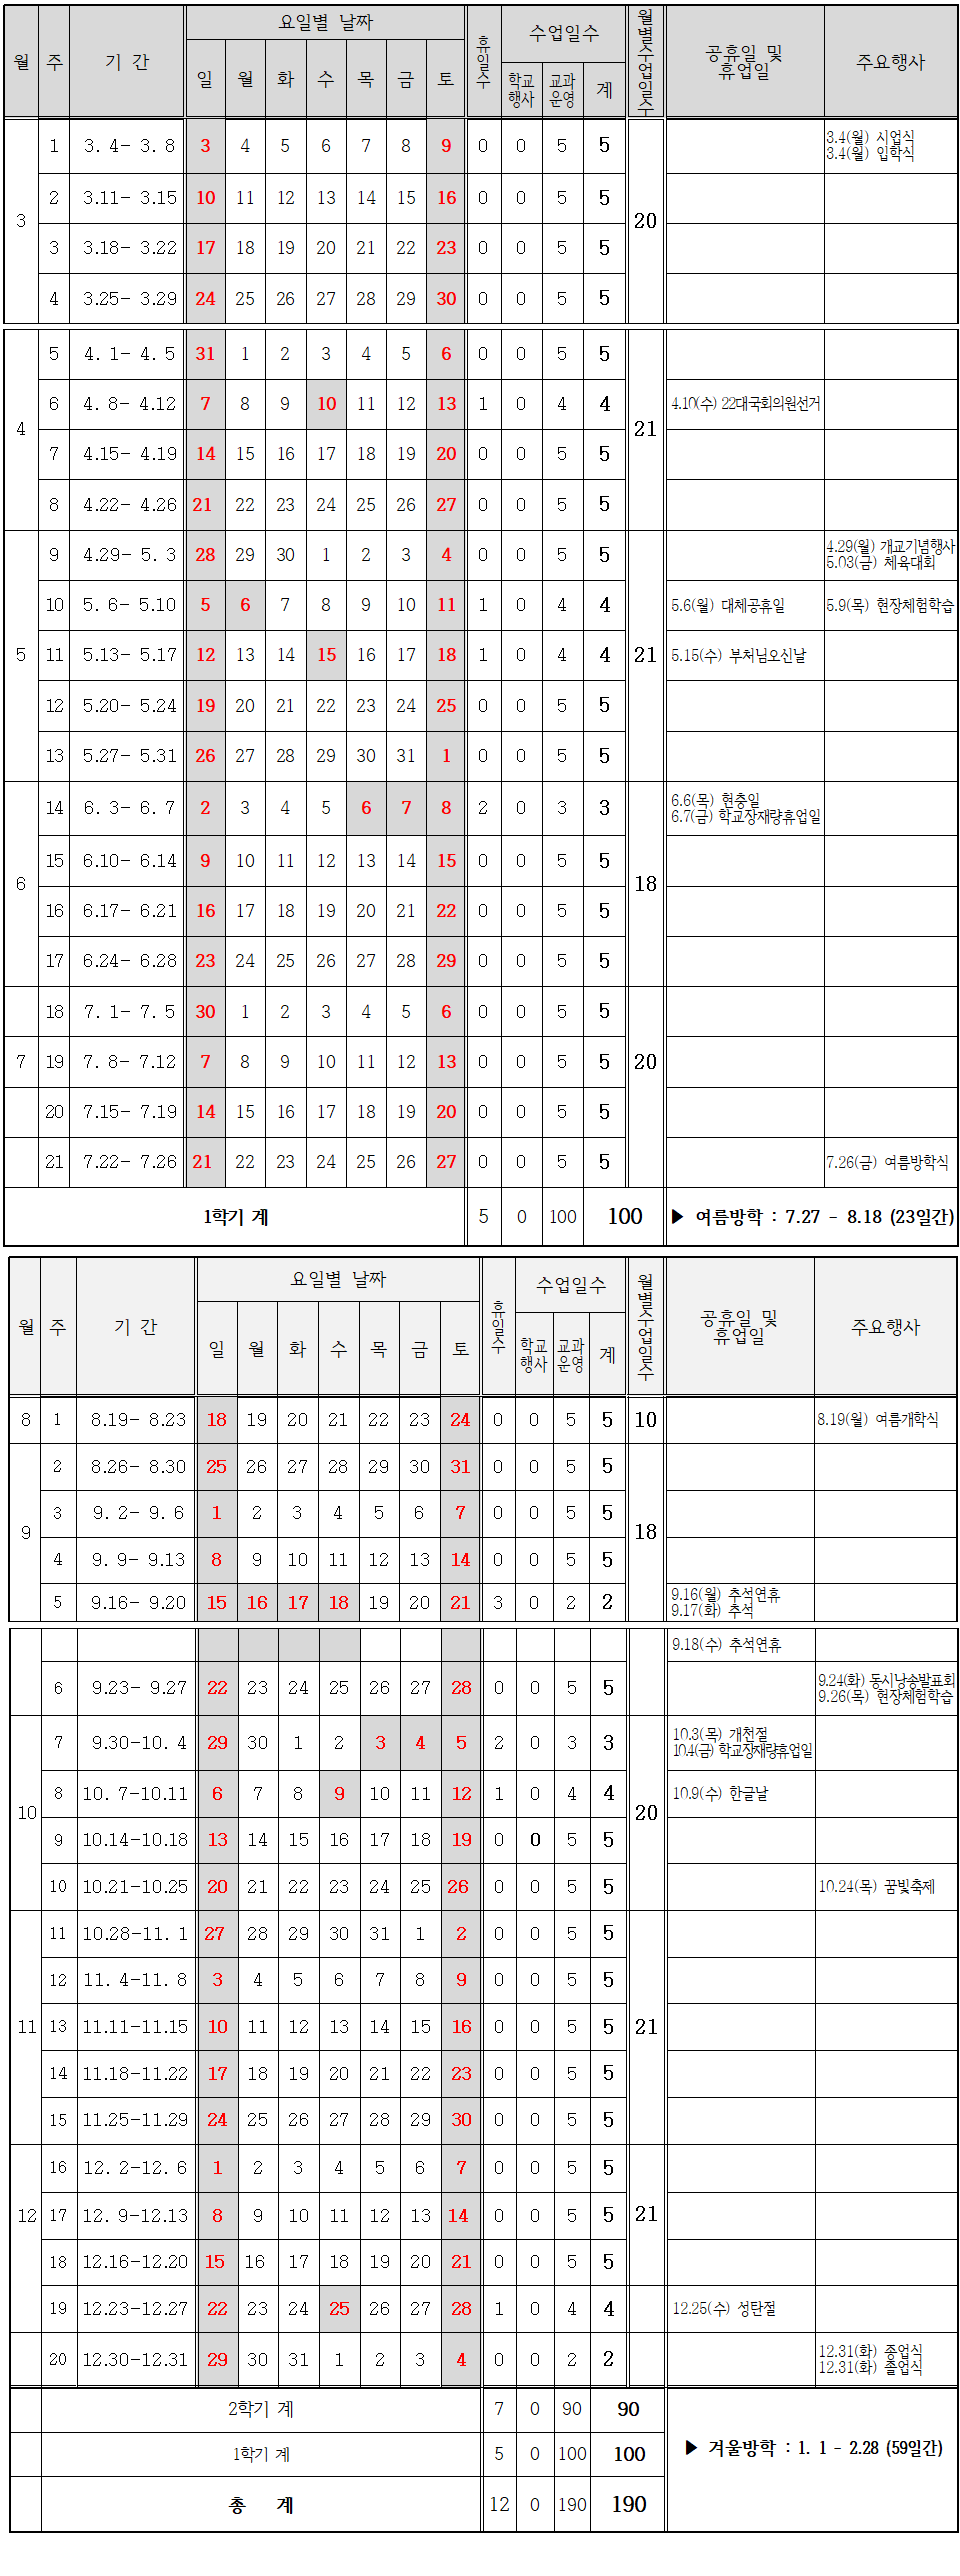 월 주 기 간 요일별 날짜 휴일수 수업일수 월별수업일수 공휴일 및 휴업일 주요행사
일 월 화 수 목 금 토 학교행사 교과운영 계
3 1 3. 4- 3. 8 3 4 5 6 7 8 9 0 0 5 5 20 3.4(월) 시업식
3.4(월) 입학식
2 3.11- 3.15 10 11 12 13 14 15 16 0 0 5 5
3 3.18- 3.22 17 18 19 20 21 22 23 0 0 5 5
4 3.25- 3.29 24 25 26 27 28 29 30 0 0 5 5
4 5 4. 1- 4. 5 31 1 2 3 4 5 6 0 0 5 5 21
6 4. 8- 4.12 7 8 9 10 11 12 13 1 0 4 4 4.10(수) 22대국회의원선거
7 4.15- 4.19 14 15 16 17 18 19 20 0 0 5 5
8 4.22- 4.26 21 22 23 24 25 26 27 0 0 5 5
5 9 4.29- 5. 3 28 29 30 1 2 3 4 0 0 5 5 21 4.29(월) 개교기념행사
5.03(금) 체육대회
10 5. 6- 5.10 5 6 7 8 9 10 11 1 0 4 4 5.6(월) 대체공휴일 5.9(목) 현장체험학습
11 5.13- 5.17 12 13 14 15 16 17 18 1 0 4 4 5.15(수) 부처님오신날
12 5.20- 5.24 19 20 21 22 23 24 25 0 0 5 5
13 5.27- 5.31 26 27 28 29 30 31 1 0 0 5 5
6 14 6. 3- 6. 7 2 3 4 5 6 7 8 2 0 3 3 18 6.6(목) 현충일
6.7(금) 학교장재량휴업일
15 6.10- 6.14 9 10 11 12 13 14 15 0 0 5 5
16 6.17- 6.21 16 17 18 19 20 21 22 0 0 5 5
17 6.24- 6.28 23 24 25 26 27 28 29 0 0 5 5
18 7. 1- 7. 5 30 1 2 3 4 5 6 0 0 5 5
7 19 7. 8- 7.12 7 8 9 10 11 12 13 0 0 5 5 20
20 7.15- 7.19 14 15 16 17 18 19 20 0 0 5 5
21 7.22- 7.26 21 22 23 24 25 26 27 0 0 5 5 7.26(금) 여름방학식
1학기 계 5 0 100 100 ▶ 여름방학 : 7.27 - 8.18 (23일간)
월 주 기 간 요일별 날짜 휴일수 수업일수 월별수업일수 공휴일 및 휴업일 주요행사
일 월 화 수 목 금 토 학교행사 교과운영 계
8 1 8.19- 8.23 18 19 20 21 22 23 24 0 0 5 5 10 8.19(월) 여름개학식
9 2 8.26- 8.30 25 26 27 28 29 30 31 0 0 5 5 18
3 9. 2- 9. 6 1 2 3 4 5 6 7 0 0 5 5
4 9. 9- 9.13 8 9 10 11 12 13 14 0 0 5 5
5 9.16- 9.20 15 16 17 18 19 20 21 3 0 2 2 9.16(월) 추석연휴
9.17(화) 추석
9.18(수) 추석연휴
6 9.23- 9.27 22 23 24 25 26 27 28 0 0 5 5 9.24(화) 동시낭송발표회
9.26(목) 현장체험학습
10 7 9.30-10. 4 29 30 1 2 3 4 5 2 0 3 3 20 10.3(목) 개천절
10.4(금) 학교장재량휴업일
8 10. 7-10.11 6 7 8 9 10 11 12 1 0 4 4 10.9(수) 한글날
9 10.14-10.18 13 14 15 16 17 18 19 0 0 5 5
10 10.21-10.25 20 21 22 23 24 25 26 0 0 5 5 10.24(목) 꿈빛축제
11 10.28-11. 1 27 28 29 30 31 1 2 0 0 5 5
12 11. 4-11. 8 3 4 5 6 7 8 9 0 0 5 5
11 13 11.11-11.15 10 11 12 13 14 15 16 0 0 5 5 21
14 11.18-11.22 17 18 19 20 21 22 23 0 0 5 5
15 11.25-11.29 24 25 26 27 28 29 30 0 0 5 5
16 12. 2-12. 6 1 2 3 4 5 6 7 0 0 5 5
12 17 12. 9-12.13 8 9 10 11 12 13 14 0 0 5 5 21
18 12.16-12.20 15 16 17 18 19 20 21 0 0 5 5
19 12.23-12.27 22 23 24 25 26 27 28 1 0 4 4 12.25(수) 성탄절
20 12.30-12.31 29 30 31 1 2 3 4 0 0 2 2 12.31(화) 종업식
12.31(화) 졸업식
2학기 계 7 0 90 90
1학기 계 5 0 100 100 ▶ 겨울방학 : 1. 1 - 2.28 (59일간)
총 계 12 0 190 190